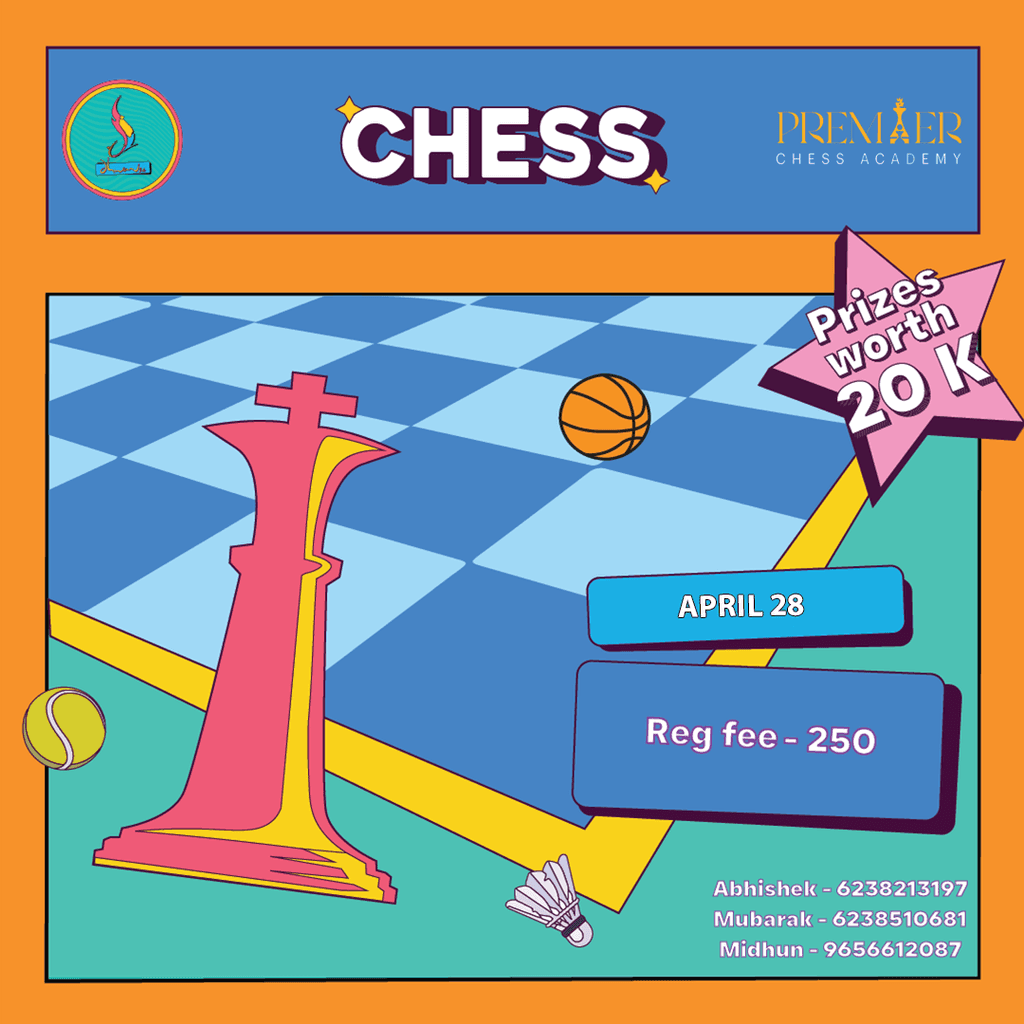 CHESS
PREMIER
CHESS ACADEMY
Prizes
worth
20 K
APRIL 28
Reg fee - 250
Abhishek - 6238213197
Mubarak - 6238510681
Midhun - 9656612087